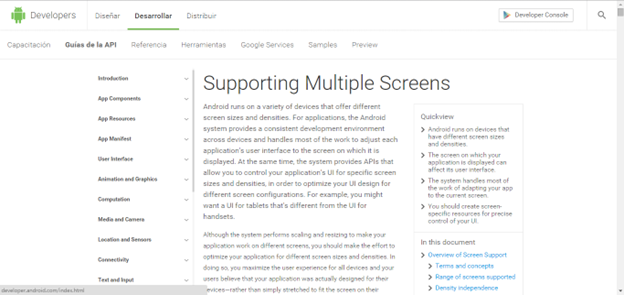 Developers
Diseñar
Desarrollar
Distribuir
Developer Console
Capacitación
Guías de la API
Referencia
Herramientas
Google Services
Samples
Preview
Introduction
App Components
App Resources
App Manifest
User Interface
Animation and Graphics
Computation
Media and Camera
Location and Sensors
Connectivity
Text and Input
Supporting Multiple Screens
Android runs on a variety of devices that offer different
screen sizes and densities. For applications, the Android
system provides a consistent development environment
across devices and handles most of the work to adjust each
application's user interface to the screen on which it is
displayed. At the same time, the system provides APIs that
allow you to control your application's UI for specific screen
sizes and densities, in order to optimize your UI design for
different screen configurations. For example, you might
want a UI for tablets that's different from the UI for
handsets.
Although the system performs scaling and resizing to make your
application work on different screens, you should make the effort to
optimize your application for different screen sizes and densities. In
doing so, you maximize the user experience for all devices and your
users believe that your application was actually designed for their
devices—rather than simply stretched to fit the screen on their
Quickview
Android runs on devices that
have different screen sizes
and densities.
The screen on which your
application is displayed can
affect its user interface.
The system handles most of
the work of adapting your app
to the current screen.
You should create screen-
specific resources for precise
control of your UI.
In this document
Overview of Screen Support
Terms and concepts
Range of screens supported
Density independence
developer.android.com/index.html